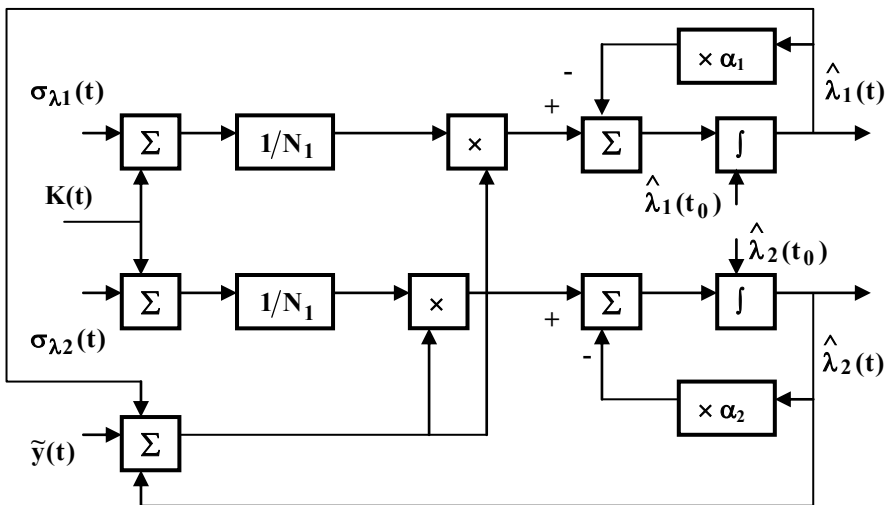 × α₁
-
σλ1(t)
λ̂₁(t)
+
Σ
1/N₁
×
Σ
∫
K(t)
λ̂₁(t₀)
λ̂₂(t₀)
Σ
1/N₁
×
Σ
∫
+
σλ2(t)
-
λ̂₂(t)
× α₂
ỹ(t)
Σ